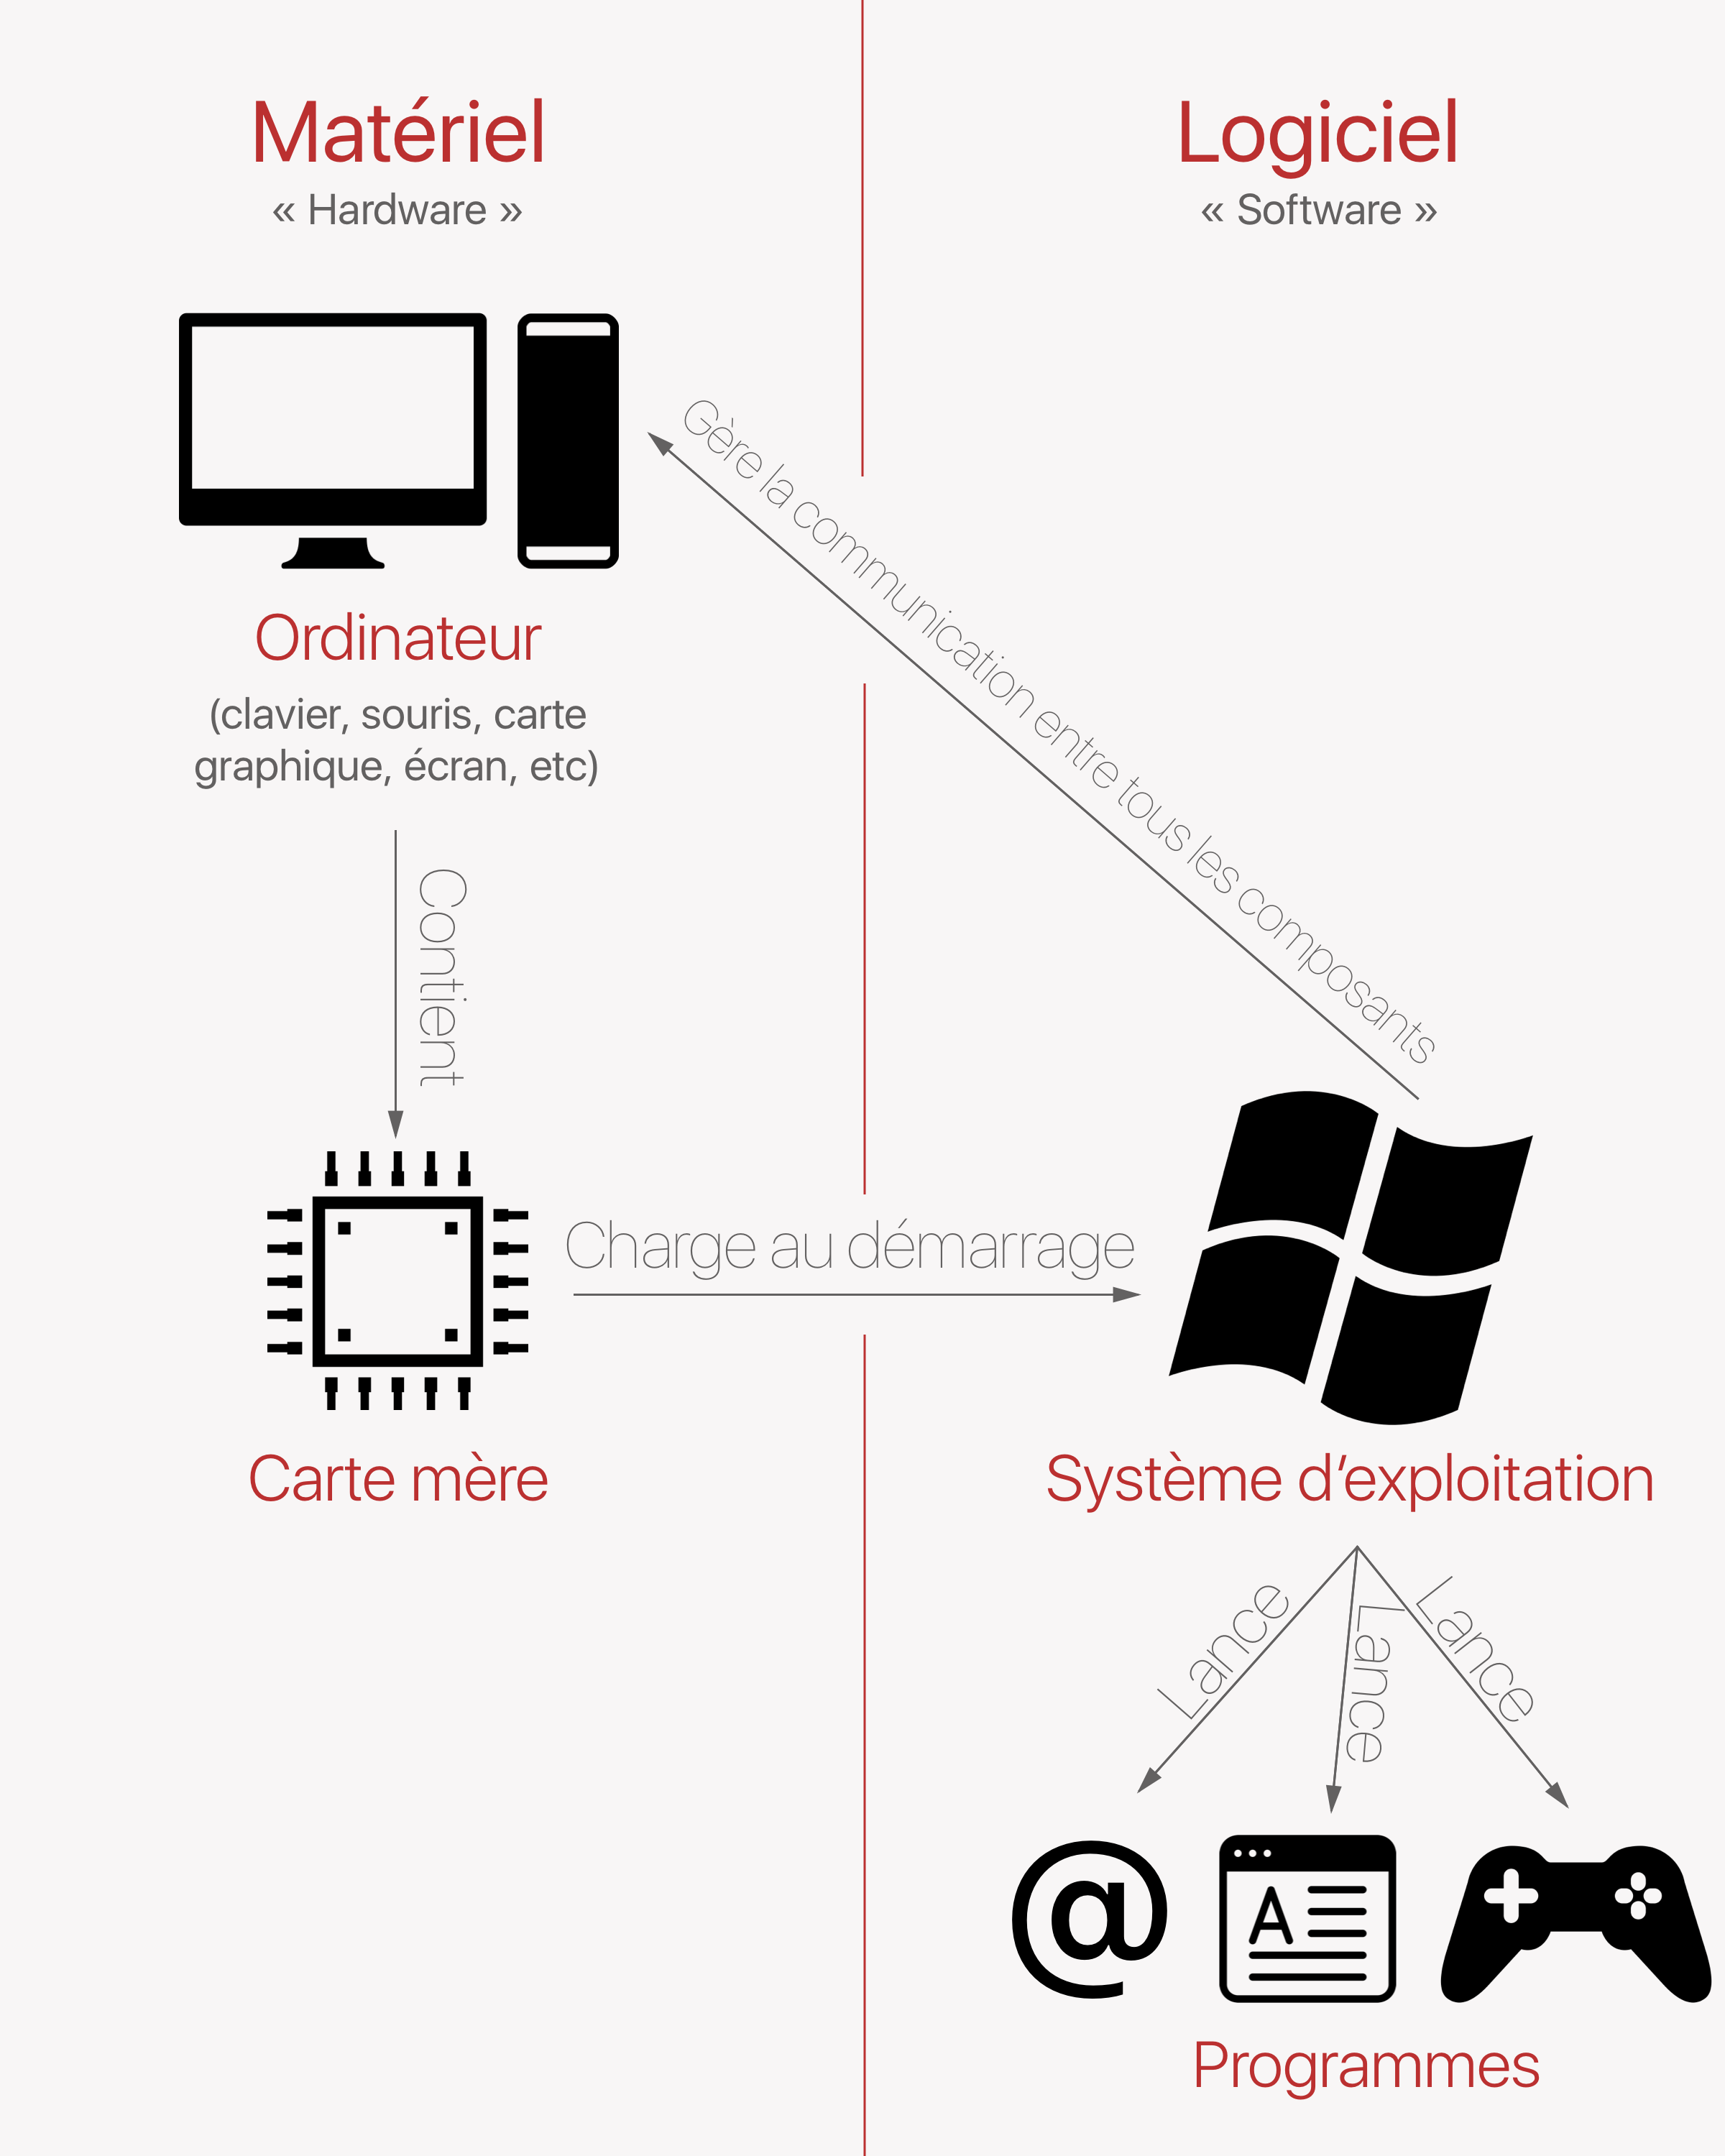 Matériel
« Hardware »
Logiciel
« Software »
Gère la communication entre tous les composants
Ordinateur
(clavier, souris, carte
graphique, écran, etc)
Contient
Charge au démarrage
Carte mère
Système d’exploitation
Lance
Lance
Lance
@
A
Programmes